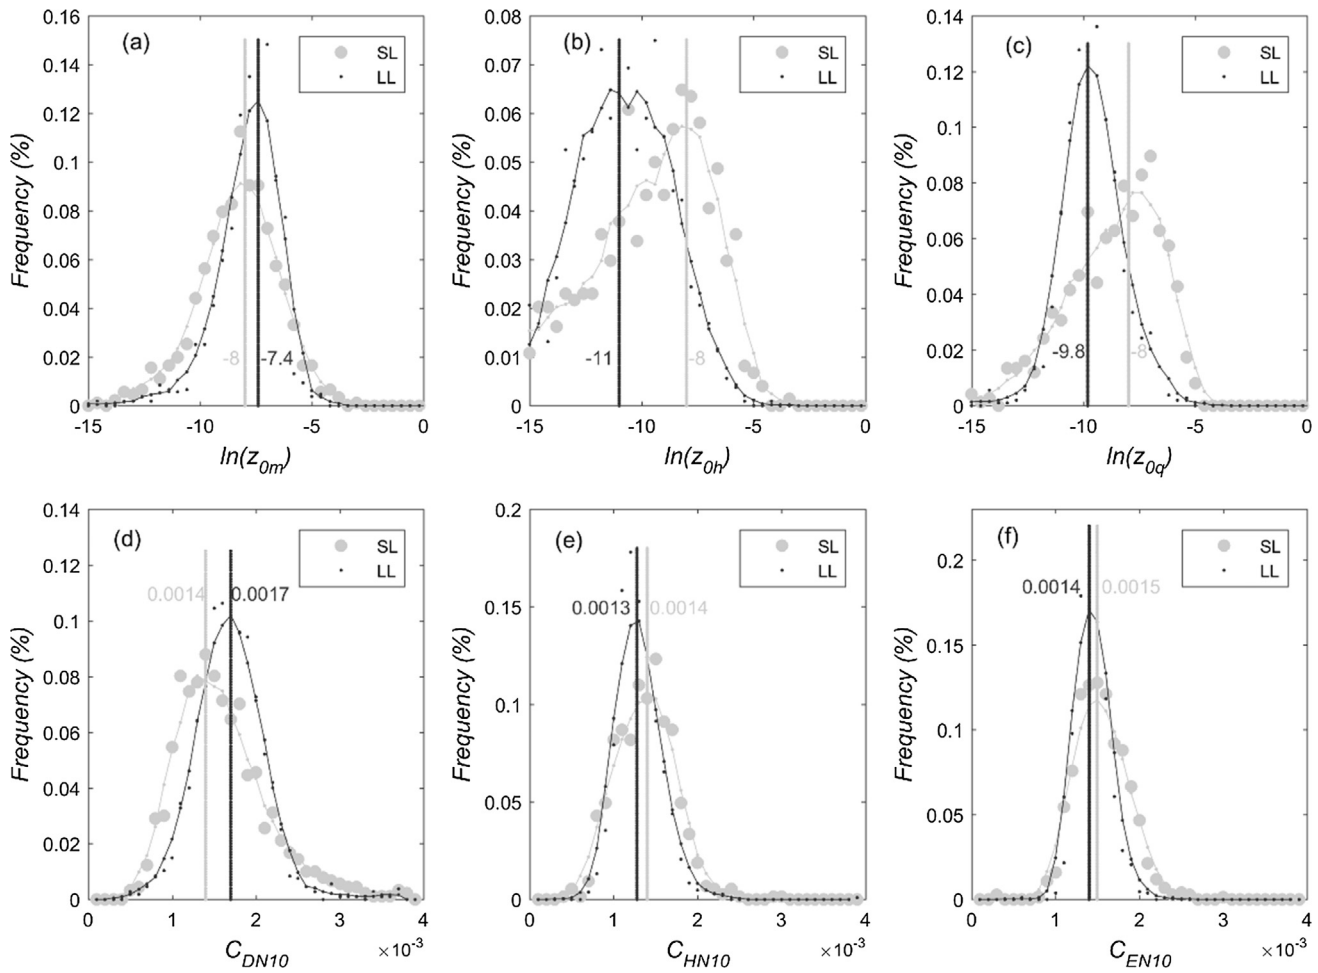 (a)
SL
LL
Frequency (%)
0.16
0.14
0.12
0.1
0.08
0.06
0.04
0.02
0
-8
-7.4
-15
-10
-5
0
ln(z0m)
(b)
SL
LL
Frequency (%)
0.08
0.07
0.06
0.05
0.04
0.03
0.02
0.01
0
-11
-8
-15
-10
-5
0
ln(z0h)
(c)
SL
LL
Frequency (%)
0.14
0.12
0.1
0.08
0.06
0.04
0.02
0
-9.8
-8
-15
-10
-5
0
ln(z0q)
(d)
SL
LL
Frequency (%)
0.14
0.12
0.1
0.08
0.06
0.04
0.02
0
0.0014
0.0017
0
1
2
3
4
CDN10
×10-3
(e)
SL
LL
Frequency (%)
0.2
0.15
0.1
0.05
0
0.0013
0.0014
0
1
2
3
4
CHN10
×10-3
(f)
SL
LL
Frequency (%)
0.2
0.15
0.1
0.05
0
0.0014
0.0015
0
1
2
3
4
CEN10
×10-3